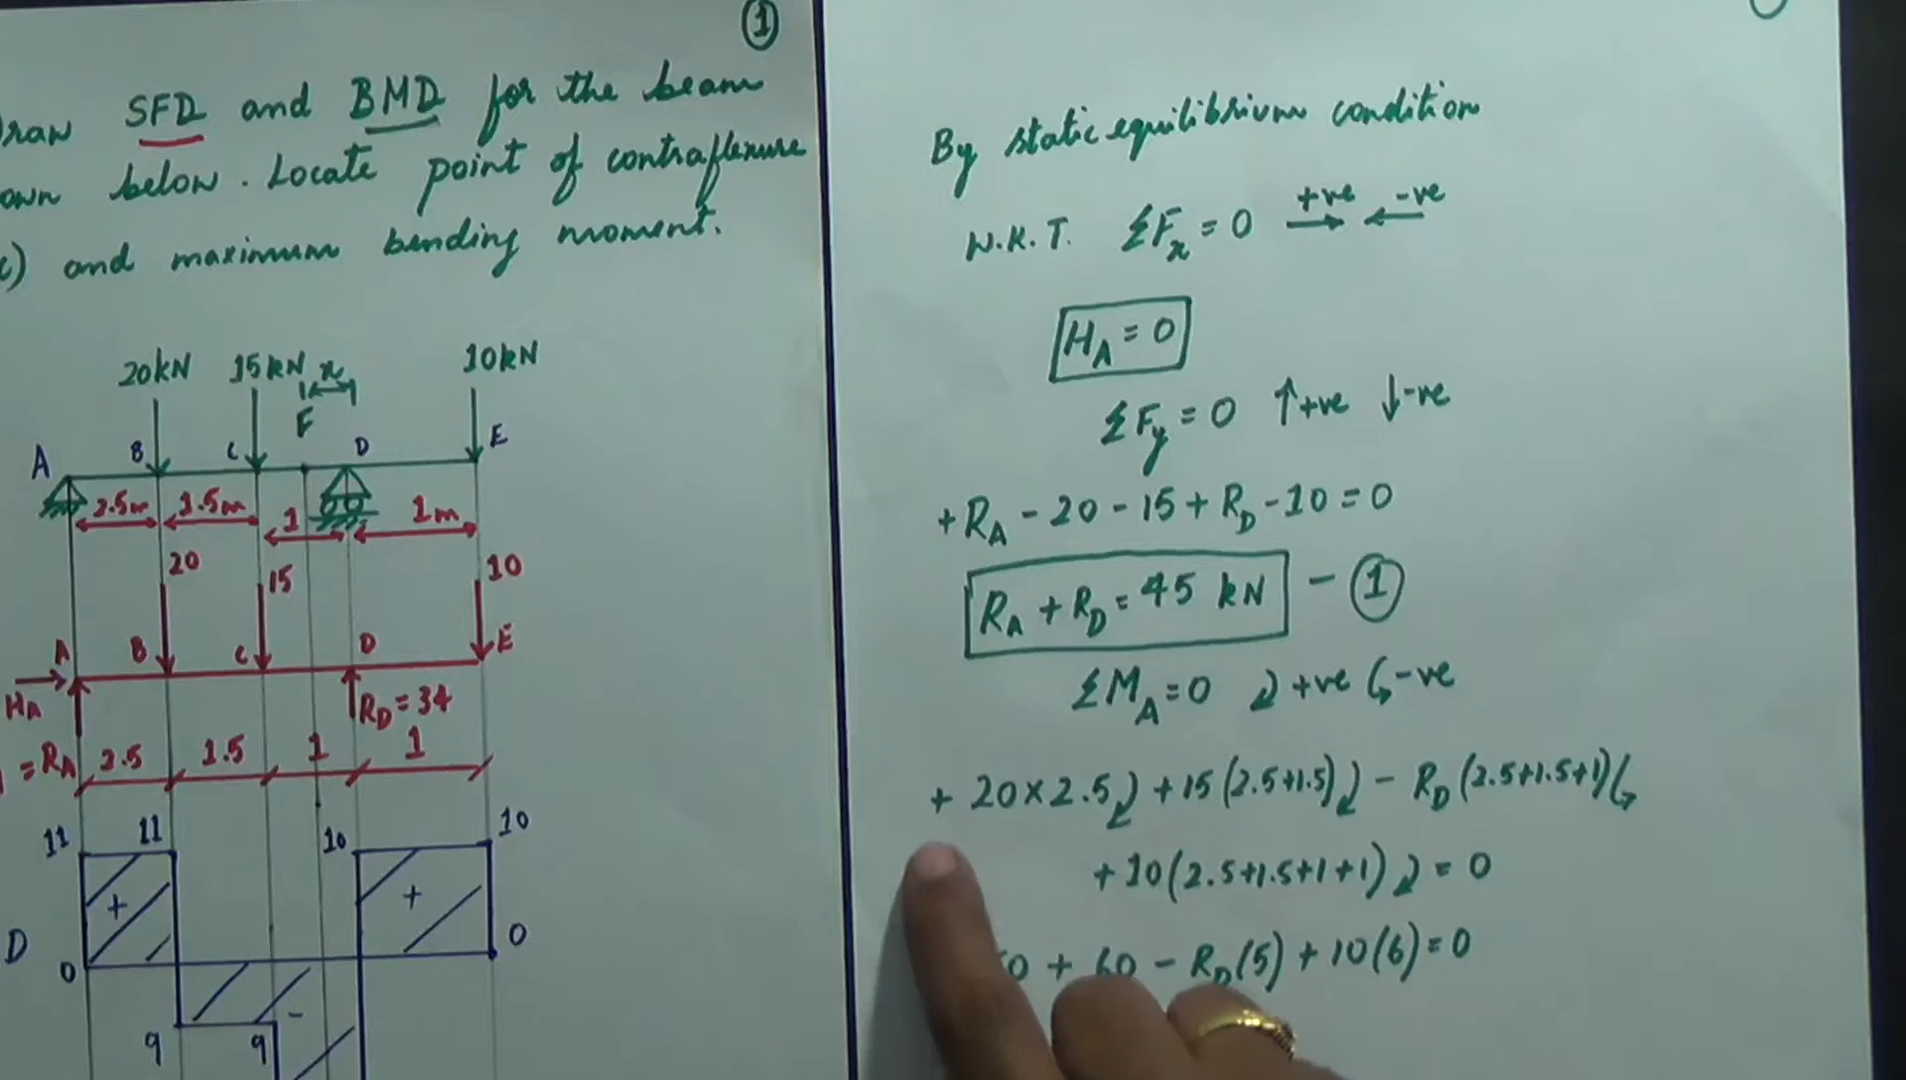 ①
raw SFD and BMD for the beam
own below. Locate point of contraflexure
c) and maximum bending moment.
20kN 15kN x 10kN
F
A B C D E
2.5m 1.5m 1 1m
20 15 10
A B C D E
HA RD=34
=RA 2.5 1.5 1 1
11 11 10 10
+ +
D 0 0
-
9 9
By static equilibrium condition
W.K.T. ΣFx = 0 +ve → ← -ve
HA = 0
ΣFy = 0 ↑+ve ↓-ve
+RA - 20 - 15 + RD - 10 = 0
RA + RD = 45 kN - ①
ΣMA = 0 ↻ +ve ↺ -ve
+ 20×2.5↻ + 15(2.5+1.5)↻ - RD(2.5+1.5+1)↺
+10(2.5+1.5+1+1)↻ = 0
0 + 60 - RD(5) + 10(6) = 0